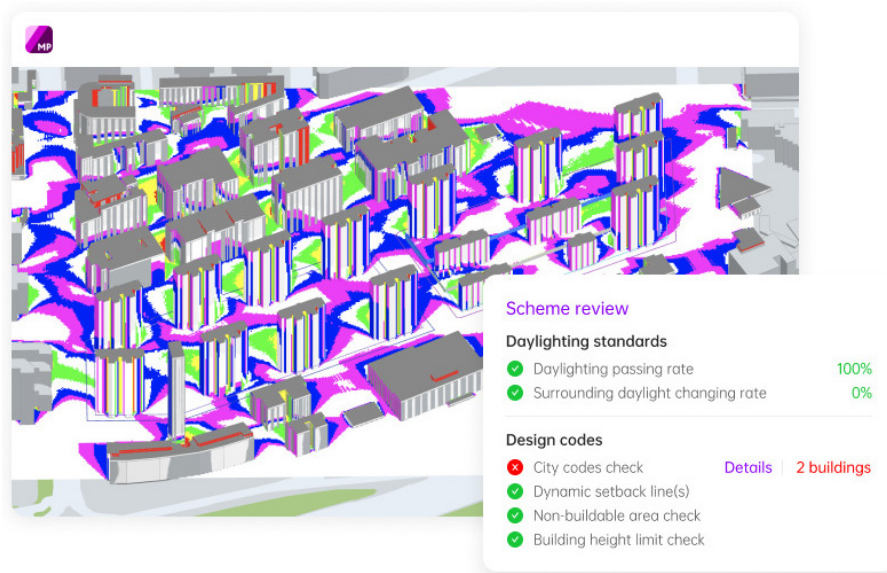 MP
Scheme review
Daylighting standards
Daylighting passing rate 100%
Surrounding daylight changing rate 0%
Design codes
City codes check Details 2 buildings
Dynamic setback line(s)
Non-buildable area check
Building height limit check